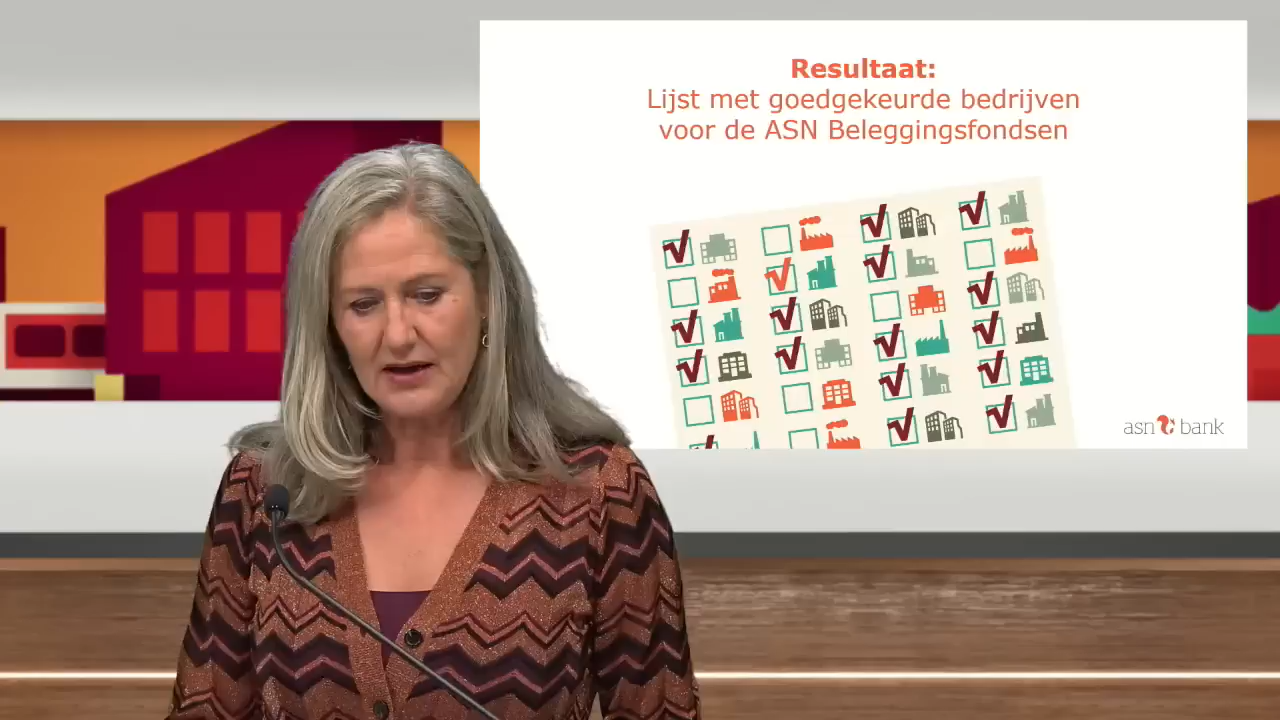 Resultaat:
Lijst met goedgekeurde bedrijven
voor de ASN Beleggingsfondsen
asn bank